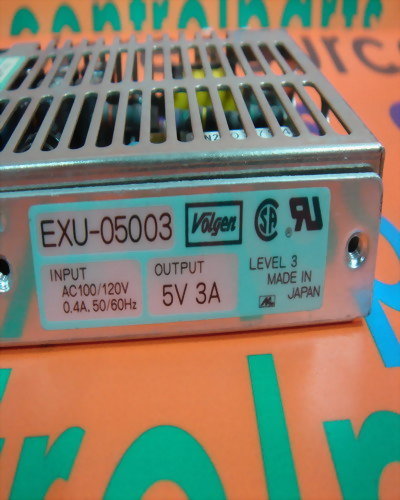 EXU-05003
Volgen
INPUT
AC100/120V
0.4A, 50/60Hz
OUTPUT
5V 3A
LEVEL 3
MADE IN
JAPAN